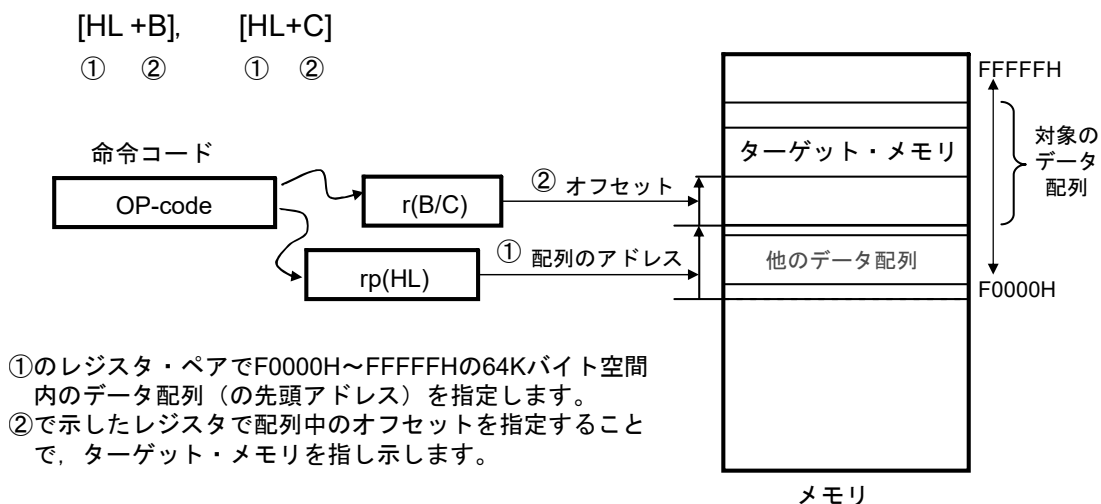 [HL +B], [HL+C]
① ② ① ②
FFFFFH
対象の
データ
配列
ターゲット・メモリ
命令コード
OP-code
r(B/C)
② オフセット
rp(HL)
① 配列のアドレス
他のデータ配列
F0000H
①のレジスタ・ペアでF0000H～FFFFFHの64Kバイト空間
内のデータ配列（の先頭アドレス）を指定します。
②で示したレジスタで配列中のオフセットを指定すること
で，ターゲット・メモリを指し示します。
メモリ